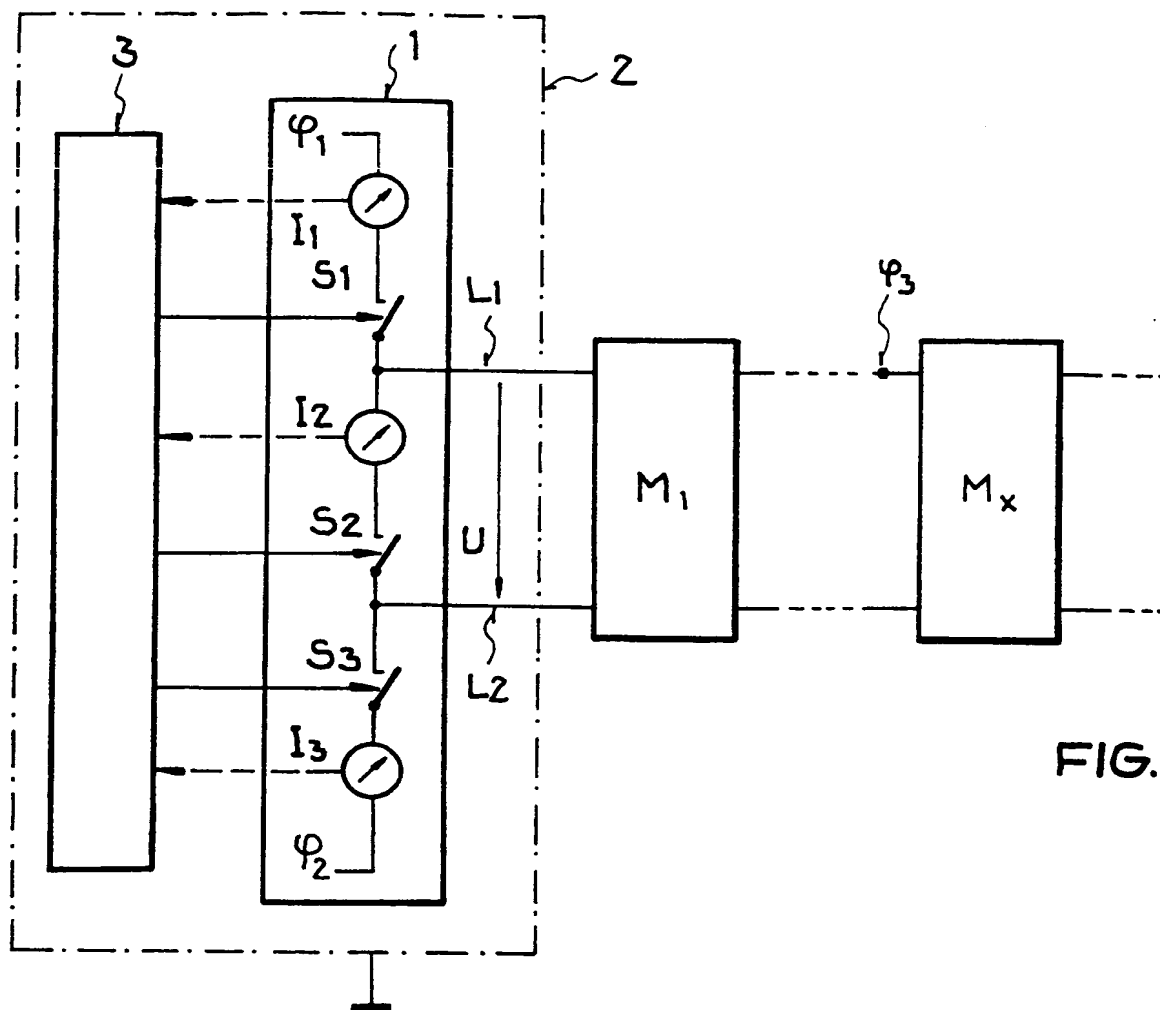 3
1
2
φ₁
I₁
S1
L1
φ₃
I2
M₁
Mₓ
S2
U
S3
L2
I₃
FIG.
φ₂